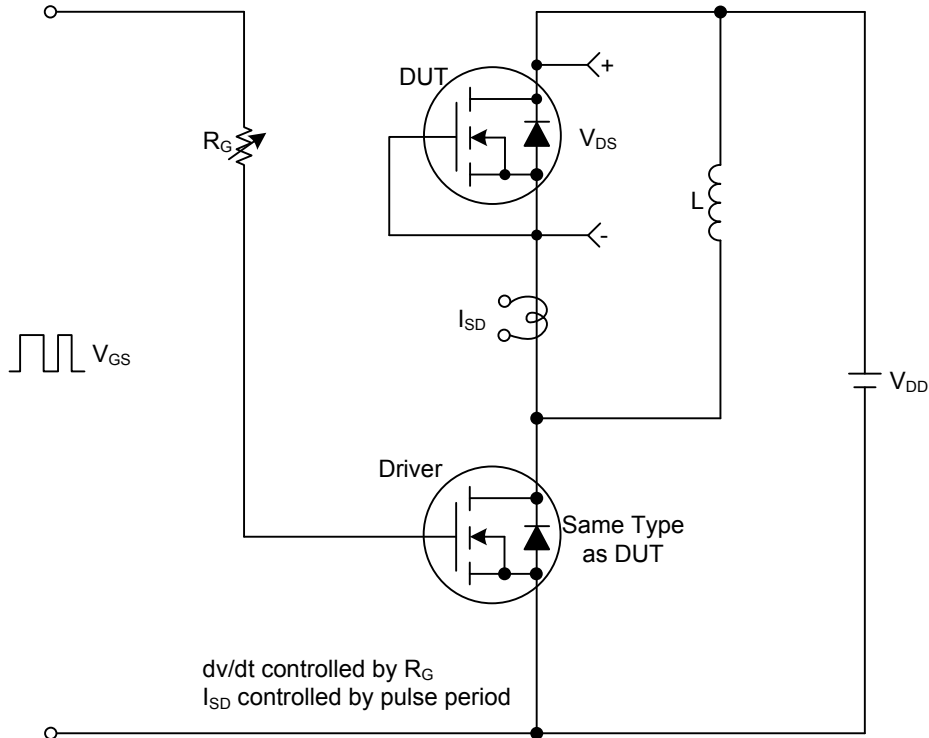 DUT
+
R_G
V_DS
L
-
I_SD
V_GS
V_DD
Driver
Same Type
as DUT
dv/dt controlled by R_G
I_SD controlled by pulse period